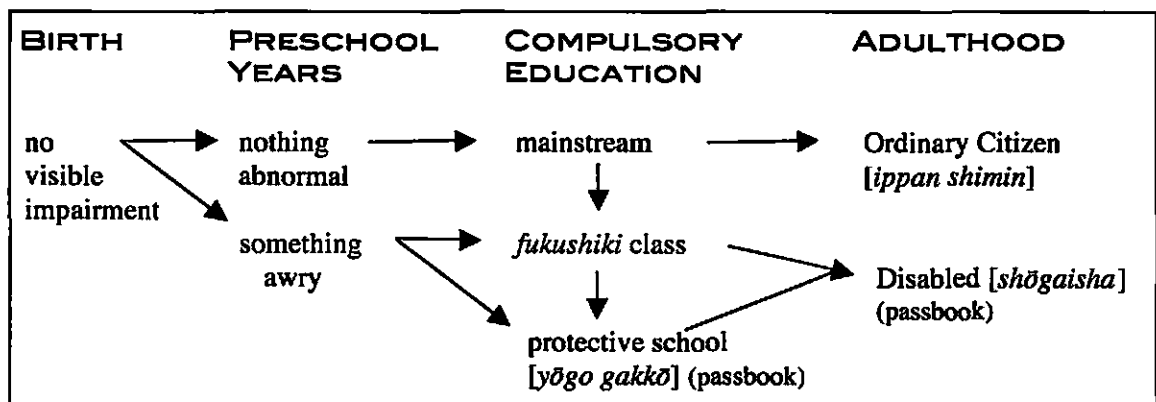 BIRTH
PRESCHOOL YEARS
COMPULSORY EDUCATION
ADULTHOOD
no
visible
impairment
nothing
abnormal
mainstream
Ordinary Citizen
[ippan shimin]
something
awry
fukushiki class
Disabled [shōgaisha]
(passbook)
protective school
[yōgo gakkō] (passbook)